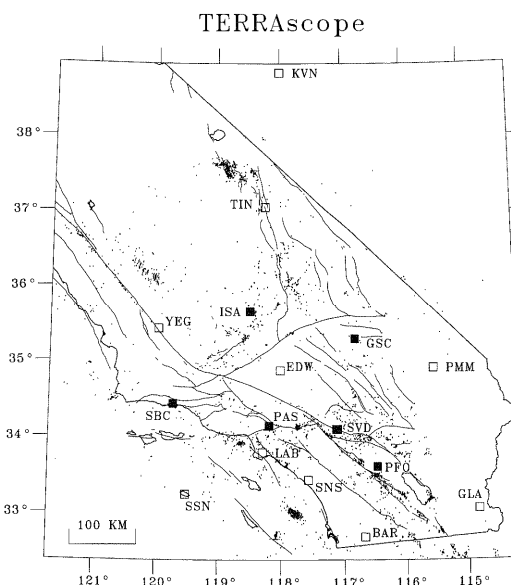 TERRAscope
KVN
38°
TIN
37°
36°
ISA
YEG
GSC
35°
EDW
PMM
SBC
PAS
SVD
34°
LAB
PFO
SNS
SSN
GLA
33°
100 KM
BAR
121° 120° 119° 118° 117° 116° 115°